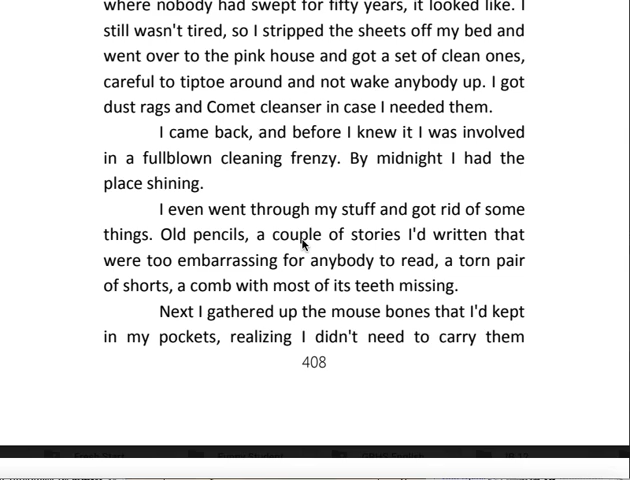 where nobody had swept for fifty years, it looked like. I
still wasn't tired, so I stripped the sheets off my bed and
went over to the pink house and got a set of clean ones,
careful to tiptoe around and not wake anybody up. I got
dust rags and Comet cleanser in case I needed them.
I came back, and before I knew it I was involved
in a fullblown cleaning frenzy. By midnight I had the
place shining.
I even went through my stuff and got rid of some
things. Old pencils, a couple of stories I'd written that
were too embarrassing for anybody to read, a torn pair
of shorts, a comb with most of its teeth missing.
Next I gathered up the mouse bones that I'd kept
in my pockets, realizing I didn't need to carry them
408
Fresh Start